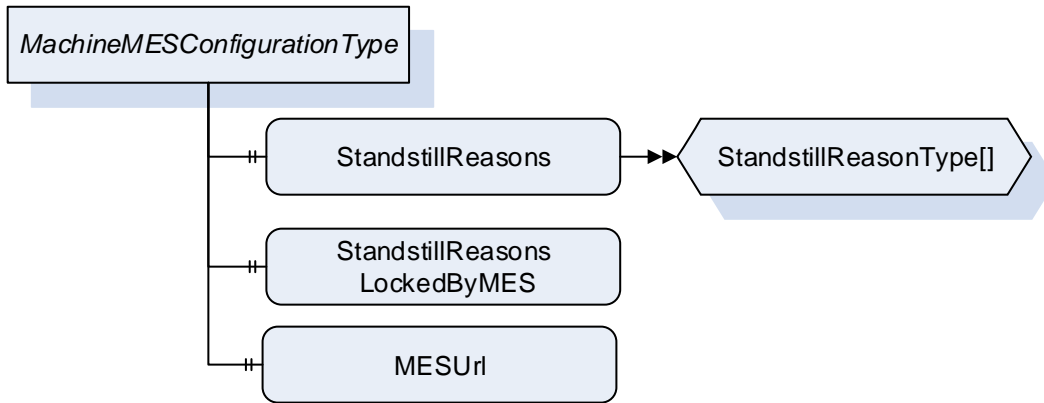 MachineMESConfigurationType
StandstillReasons
StandstillReasonType[]
StandstillReasons
LockedByMES
MESUrl